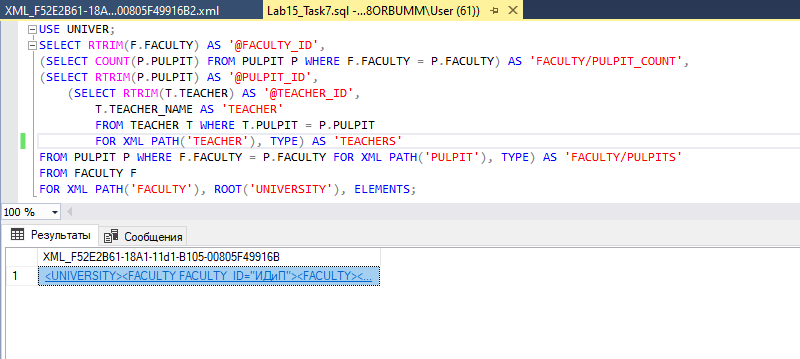 XML_F52E2B61-18A...00805F49916B2.xml
Lab15_Task7.sql -...8ORBUMM\User (61))
USE UNIVER;
SELECT RTRIM(F.FACULTY) AS '@FACULTY_ID',
(SELECT COUNT(P.PULPIT) FROM PULPIT P WHERE F.FACULTY = P.FACULTY) AS 'FACULTY/PULPIT_COUNT',
(SELECT RTRIM(P.PULPIT) AS '@PULPIT_ID',
(SELECT RTRIM(T.TEACHER) AS '@TEACHER_ID',
T.TEACHER_NAME AS 'TEACHER'
FROM TEACHER T WHERE T.PULPIT = P.PULPIT
FOR XML PATH('TEACHER'), TYPE) AS 'TEACHERS'
FROM PULPIT P WHERE F.FACULTY = P.FACULTY FOR XML PATH('PULPIT'), TYPE) AS 'FACULTY/PULPITS'
FROM FACULTY F
FOR XML PATH('FACULTY'), ROOT('UNIVERSITY'), ELEMENTS;
100 %
Результаты
Сообщения
XML_F52E2B61-18A1-11d1-B105-00805F49916B
1
<UNIVERSITY><FACULTY FACULTY_ID="ИДиП"><FACULTY><...